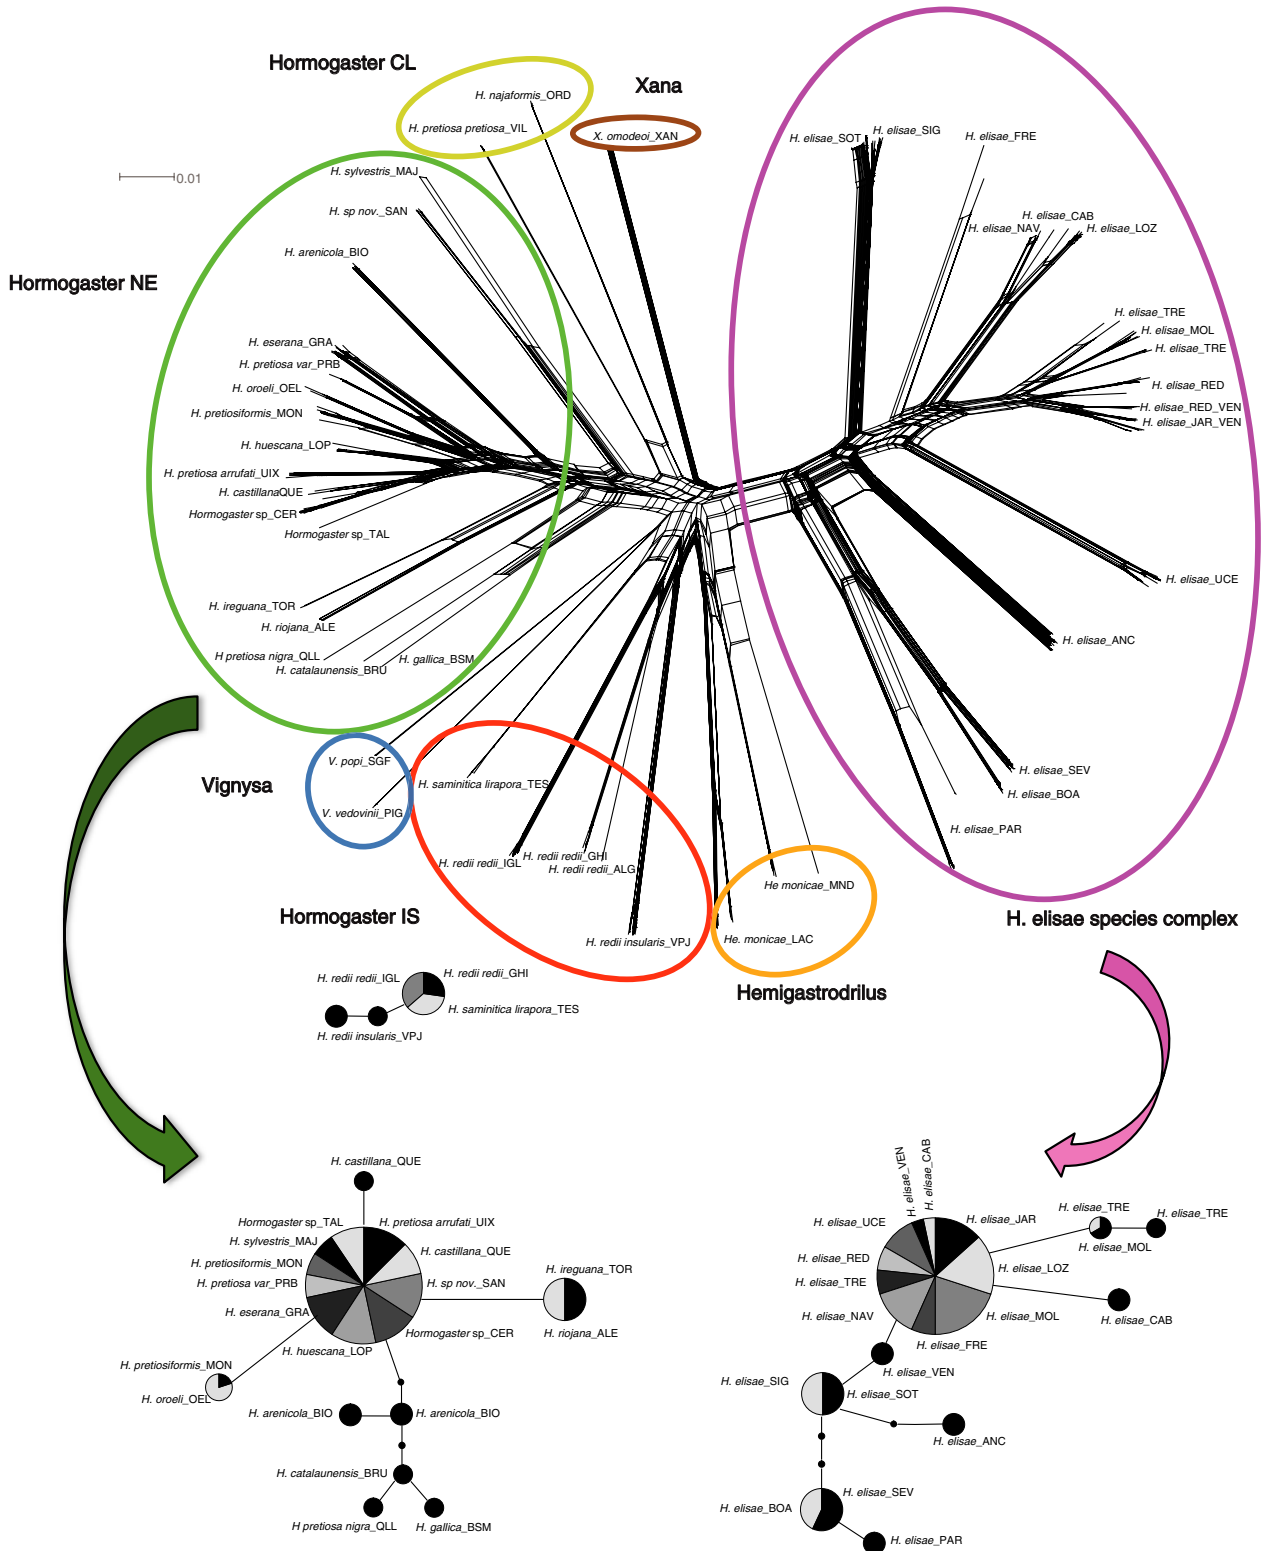 Hormogaster CL
Xana
H. najaformis_ORD
H. pretiosa pretiosa_VIL
X. omodeoi_XAN
H. elisae_SOT
H. elisae_SIG
H. elisae_FRE
0.01
H. sylvestris_MAJ
H. sp nov._SAN
H. elisae_CAB
H. elisae_NAV
H. elisae_LOZ
H. arenicola_BIO
Hormogaster NE
H. elisae_TRE
H. elisae_MOL
H. elisae_TRE
H. eserana_GRA
H. pretiosa var_PRB
H. elisae_RED
H. oroeli_OEL
H. elisae_RED_VEN
H. pretiosiformis_MON
H. elisae_JAR_VEN
H. huescana_LOP
H. pretiosa arrufati_UIX
H. castillanaQUE
Hormogaster sp_CER
Hormogaster sp_TAL
H. elisae_UCE
H. ireguana_TOR
H. riojana_ALE
H. elisae_ANC
H pretiosa nigra_QLL
H. gallica_BSM
H. catalaunensis_BRU
V. popi_SGF
H. elisae_SEV
Vignysa
H. saminitica lirapora_TES
H. elisae_BOA
V. vedovinii_PIG
H. elisae_PAR
H. redii redii_IGL
H. redii redii_GHI
H. redii redii_ALG
He monicae_MND
Hormogaster IS
H. elisae species complex
H. redii insularis_VPJ
He. monicae_LAC
Hemigastrodrilus
H. redii redii_IGL
H. redii redii_GHI
H. saminitica lirapora_TES
H. redii insularis_VPJ
H. castillana_QUE
H. elisae_VEN
H. elisae_CAB
Hormogaster sp_TAL
H. pretiosa arrufati_UIX
H. elisae_UCE
H. elisae_JAR
H. elisae_TRE
H. elisae_TRE
H. sylvestris_MAJ
H. castillana_QUE
H. elisae_MOL
H. pretiosiformis_MON
H. elisae_RED
H. elisae_LOZ
H. ireguana_TOR
H. pretiosa var_PRB
H. sp nov._SAN
H. elisae_TRE
H. eserana_GRA
H. elisae_NAV
H. elisae_MOL
H. elisae_CAB
Hormogaster sp_CER
H. riojana_ALE
H. huescana_LOP
H. elisae_FRE
H. pretiosiformis_MON
H. elisae_VEN
H. oroeli_OEL
H. elisae_SIG
H. elisae_SOT
H. arenicola_BIO
H. arenicola_BIO
H. elisae_ANC
H. catalaunensis_BRU
H. elisae_SEV
H. elisae_BOA
H pretiosa nigra_QLL
H. gallica_BSM
H. elisae_PAR